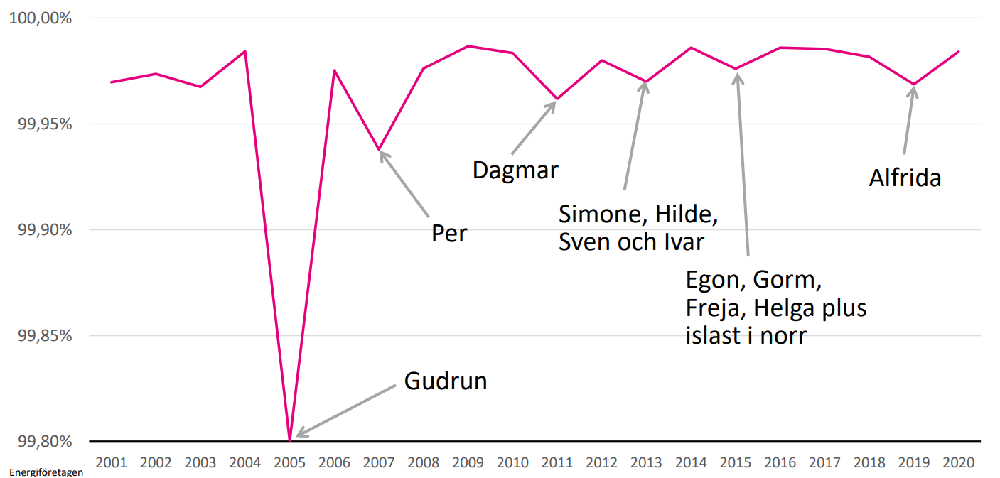 100,00%
99,95%
99,90%
99,85%
99,80%
Dagmar
Per
Simone, Hilde,
Sven och Ivar
Alfrida
Egon, Gorm,
Freja, Helga plus
islast i norr
Gudrun
2001 2002 2003 2004 2005 2006 2007 2008 2009 2010 2011 2012 2013 2014 2015 2016 2017 2018 2019 2020
Energiföretagen